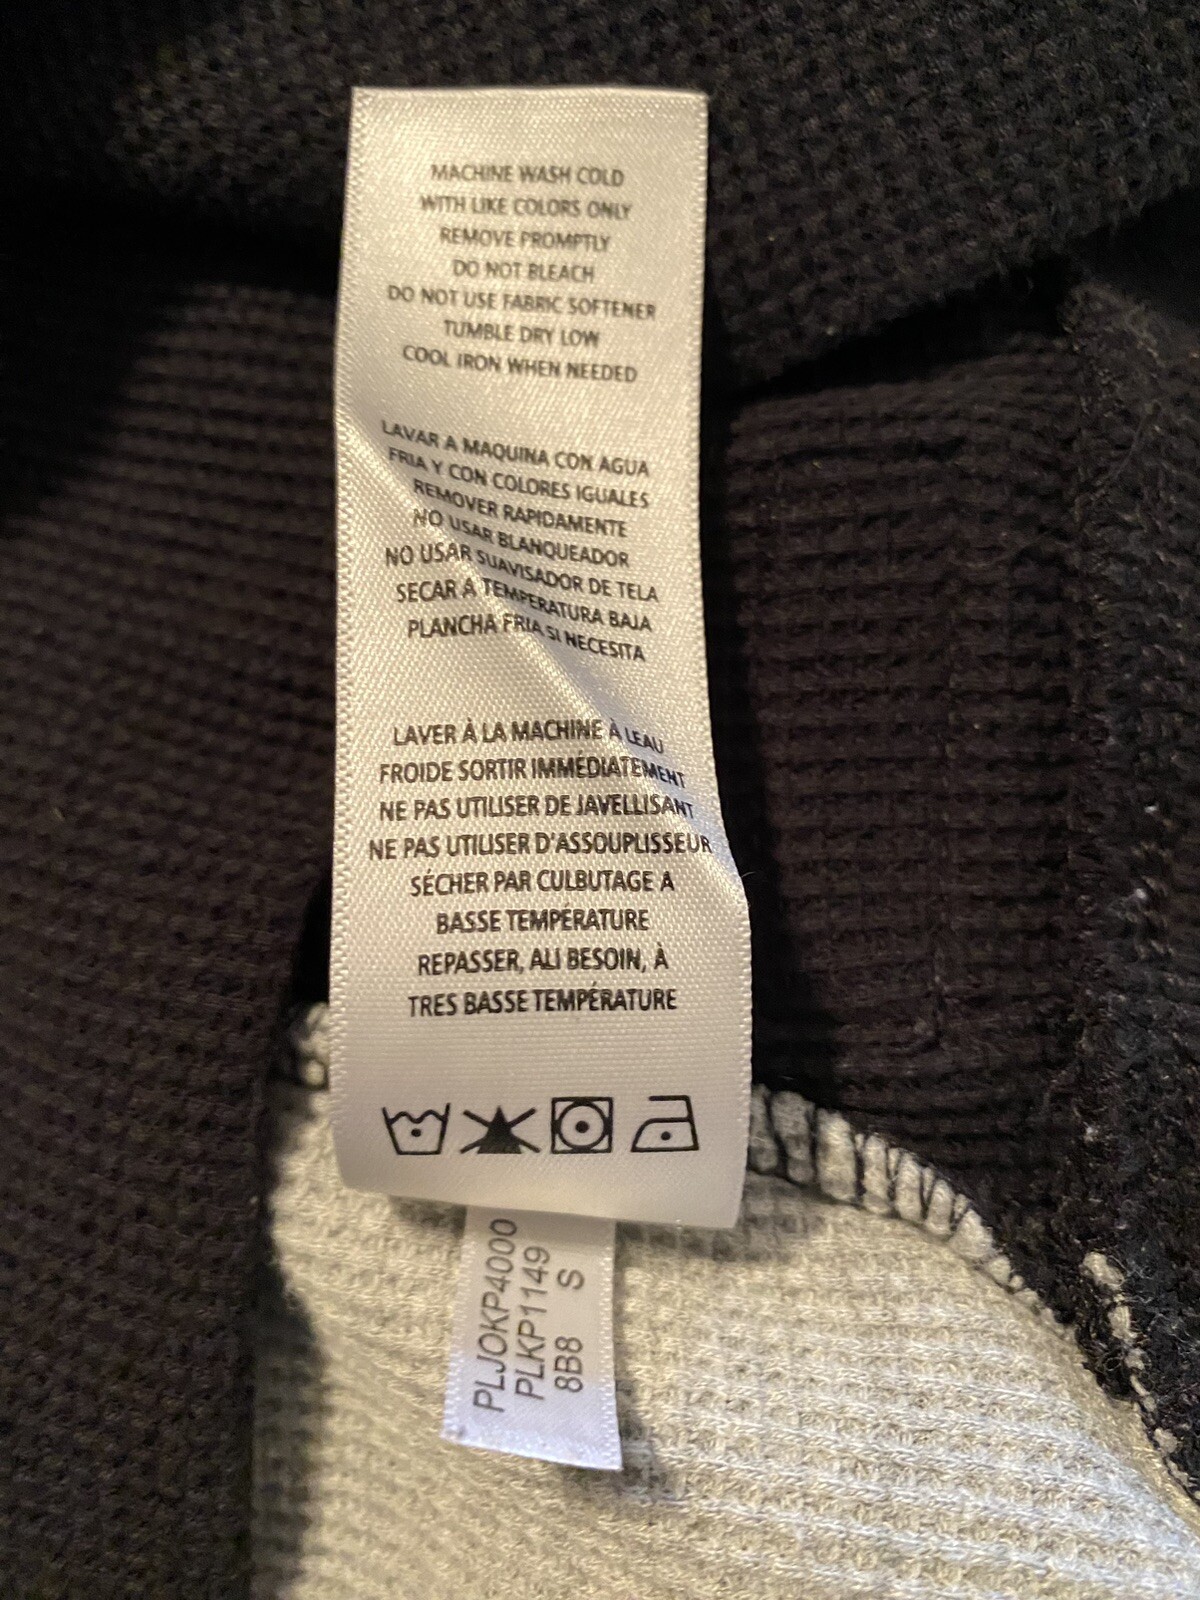 MACHINE WASH COLD
WITH LIKE COLORS ONLY
REMOVE PROMPTLY
DO NOT BLEACH
DO NOT USE FABRIC SOFTENER
TUMBLE DRY LOW
COOL IRON WHEN NEEDED
LAVAR A MAQUINA CON AGUA
FRIA Y CON COLORES IGUALES
REMOVER RAPIDAMENTE
NO USAR BLANQUEADOR
NO USAR SUAVISADOR DE TELA
SECAR A TEMPERATURA BAJA
PLANCHA FRIA SI NECESITA
LAVER À LA MACHINE À LEAU
FROIDE SORTIR IMMÉDIATEMENT
NE PAS UTILISER DE JAVELLISANT
NE PAS UTILISER D'ASSOUPLISSEUR
SÉCHER PAR CULBUTAGE A
BASSE TEMPÉRATURE
REPASSER, ALI BESOIN, À
TRES BASSE TEMPÉRATURE
PLJOKP4000
PLKP1149
8B8 S